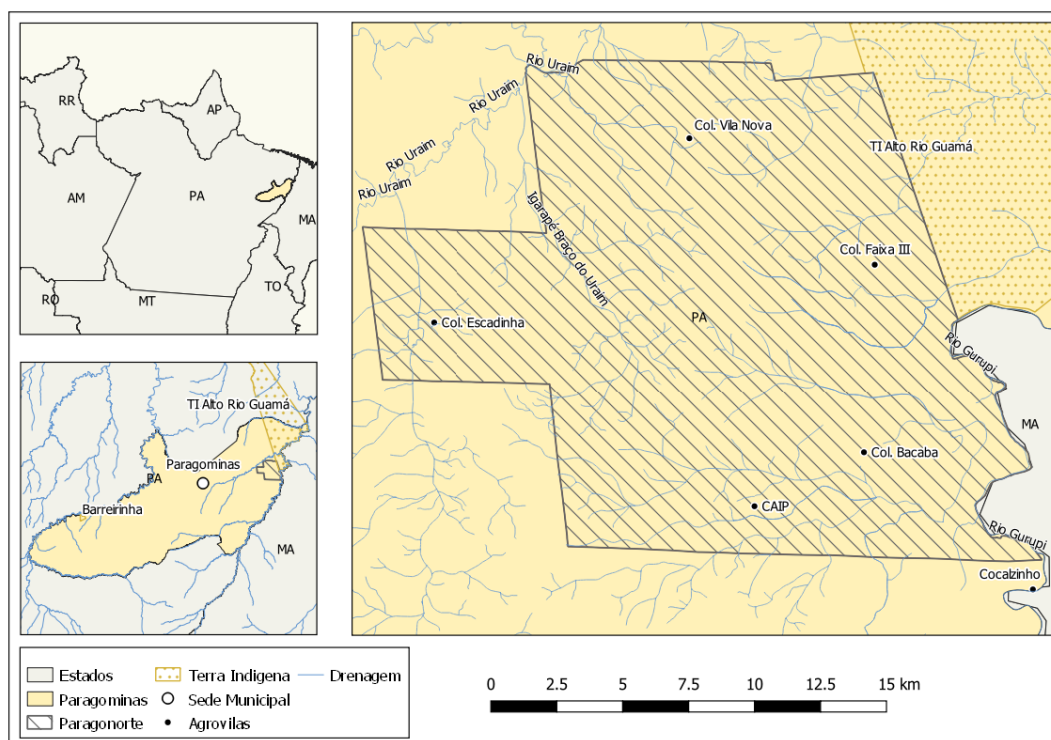 RR
AP
AM
PA
MA
RO
MT
TO
TI Alto Rio Guamá
Paragominas
PA
Barreirinha
MA
Rio Uraim
Rio Uraim
Rio Uraim
Rio Uraim
Col. Vila Nova
TI Alto Rio Guamá
Igarapé Braço do Uraim
Col. Faixa III
Col. Escadinha
PA
Rio Gurupi
MA
Col. Bacaba
CAIP
Rio Gurupi
Cocalzinho
Estados
Terra Indigena
Drenagem
Paragominas
Sede Municipal
Paragonorte
Agrovilas
0 2.5 5 7.5 10 12.5 15 km